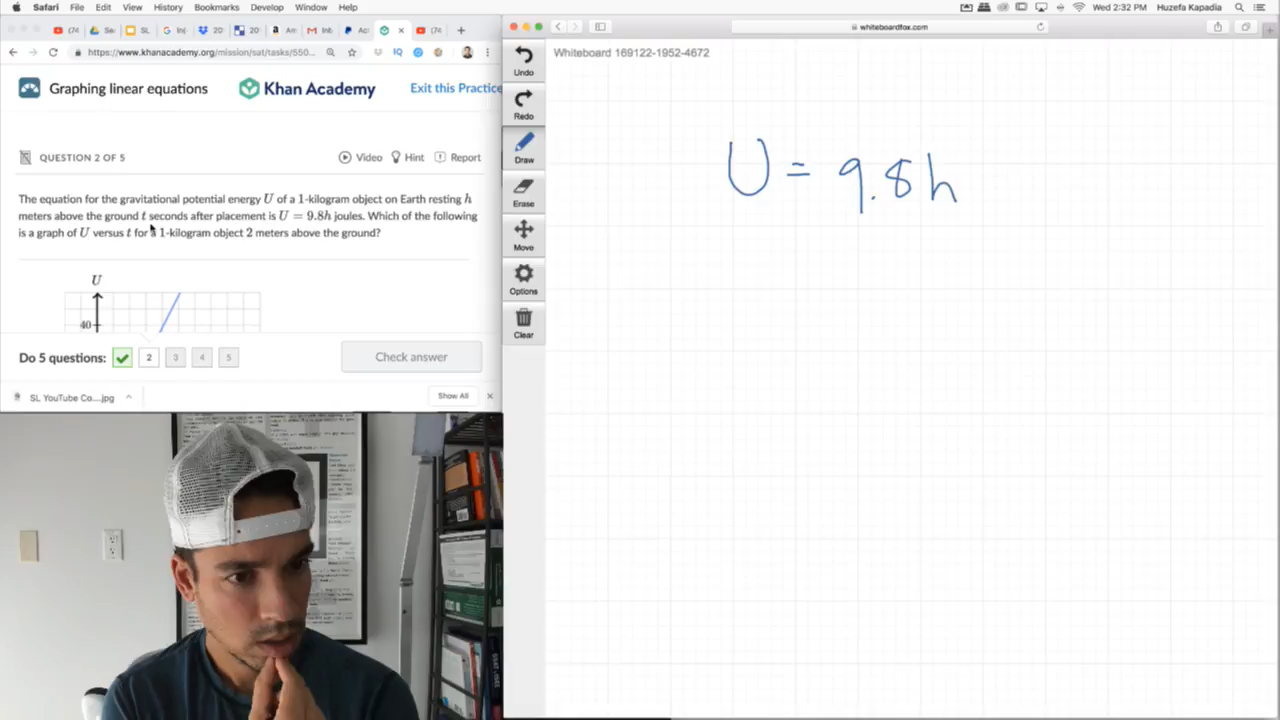 Safari File Edit View History Bookmarks Develop Window Help
Wed 2:32 PM Huzefa Kapadia
https://www.khanacademy.org/mission/sat/tasks/550...
whiteboardfox.com
Graphing linear equations
Khan Academy
Exit this Practice
QUESTION 2 OF 5
Video Hint Report
The equation for the gravitational potential energy U of a 1-kilogram object on Earth resting h
meters above the ground t seconds after placement is U = 9.8h joules. Which of the following
is a graph of U versus t for a 1-kilogram object 2 meters above the ground?
U
40
Do 5 questions:
2 3 4 5
Check answer
SL YouTube Co....jpg
Show All
Whiteboard 169122-1952-4672
Undo
Redo
Draw
Erase
Move
Options
Clear
U = 9.8h